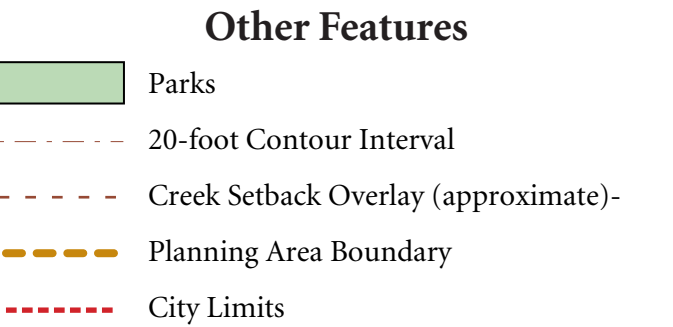 Other Features
Parks
20-foot Contour Interval
Creek Setback Overlay (approximate)-
Planning Area Boundary
City Limits